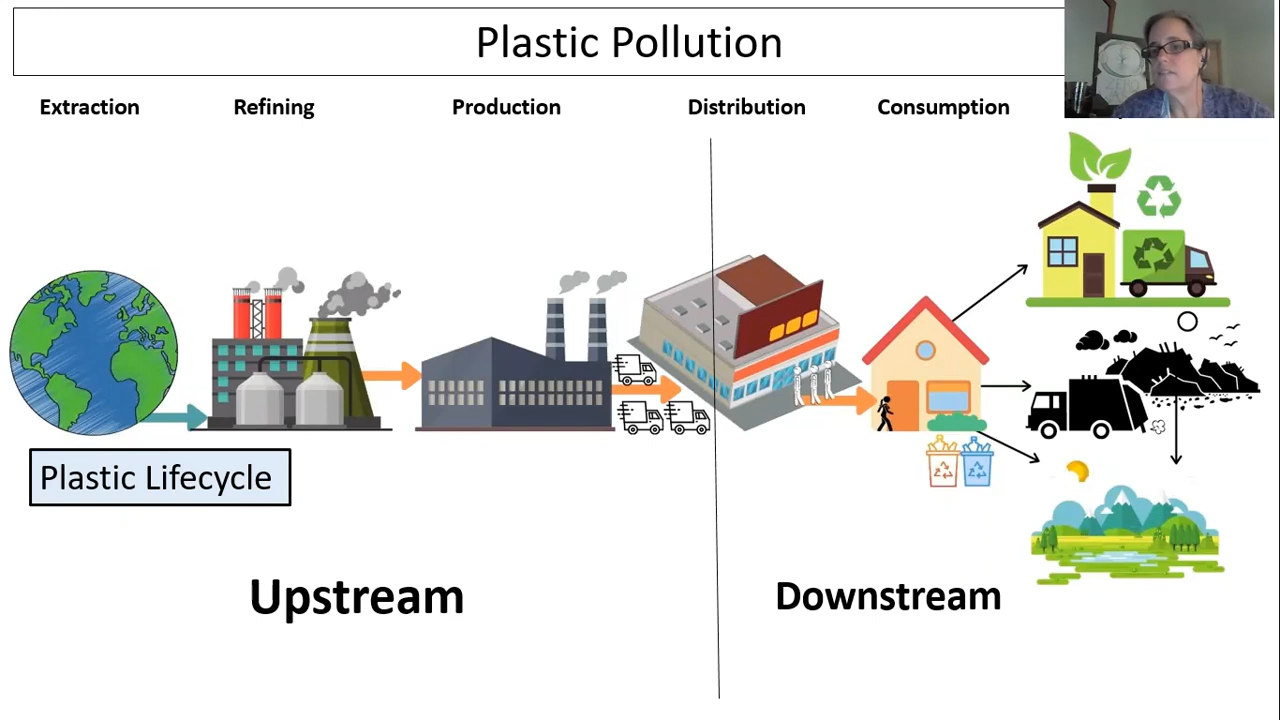 Plastic Pollution
Extraction Refining Production Distribution Consumption
Plastic Lifecycle
Upstream Downstream